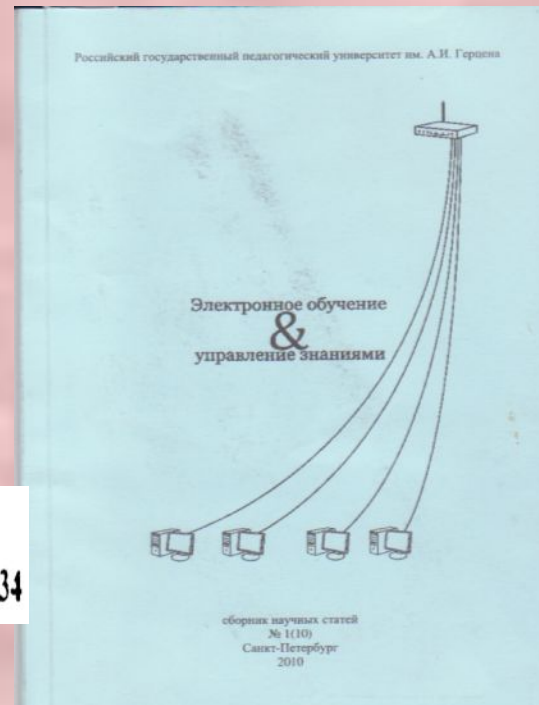 Российский государственный педагогический университет им. А.И. Герцена
Электронное обучение
&
управление знаниями
34
сборник научных статей
№ 1(10)
Санкт-Петербург
2010